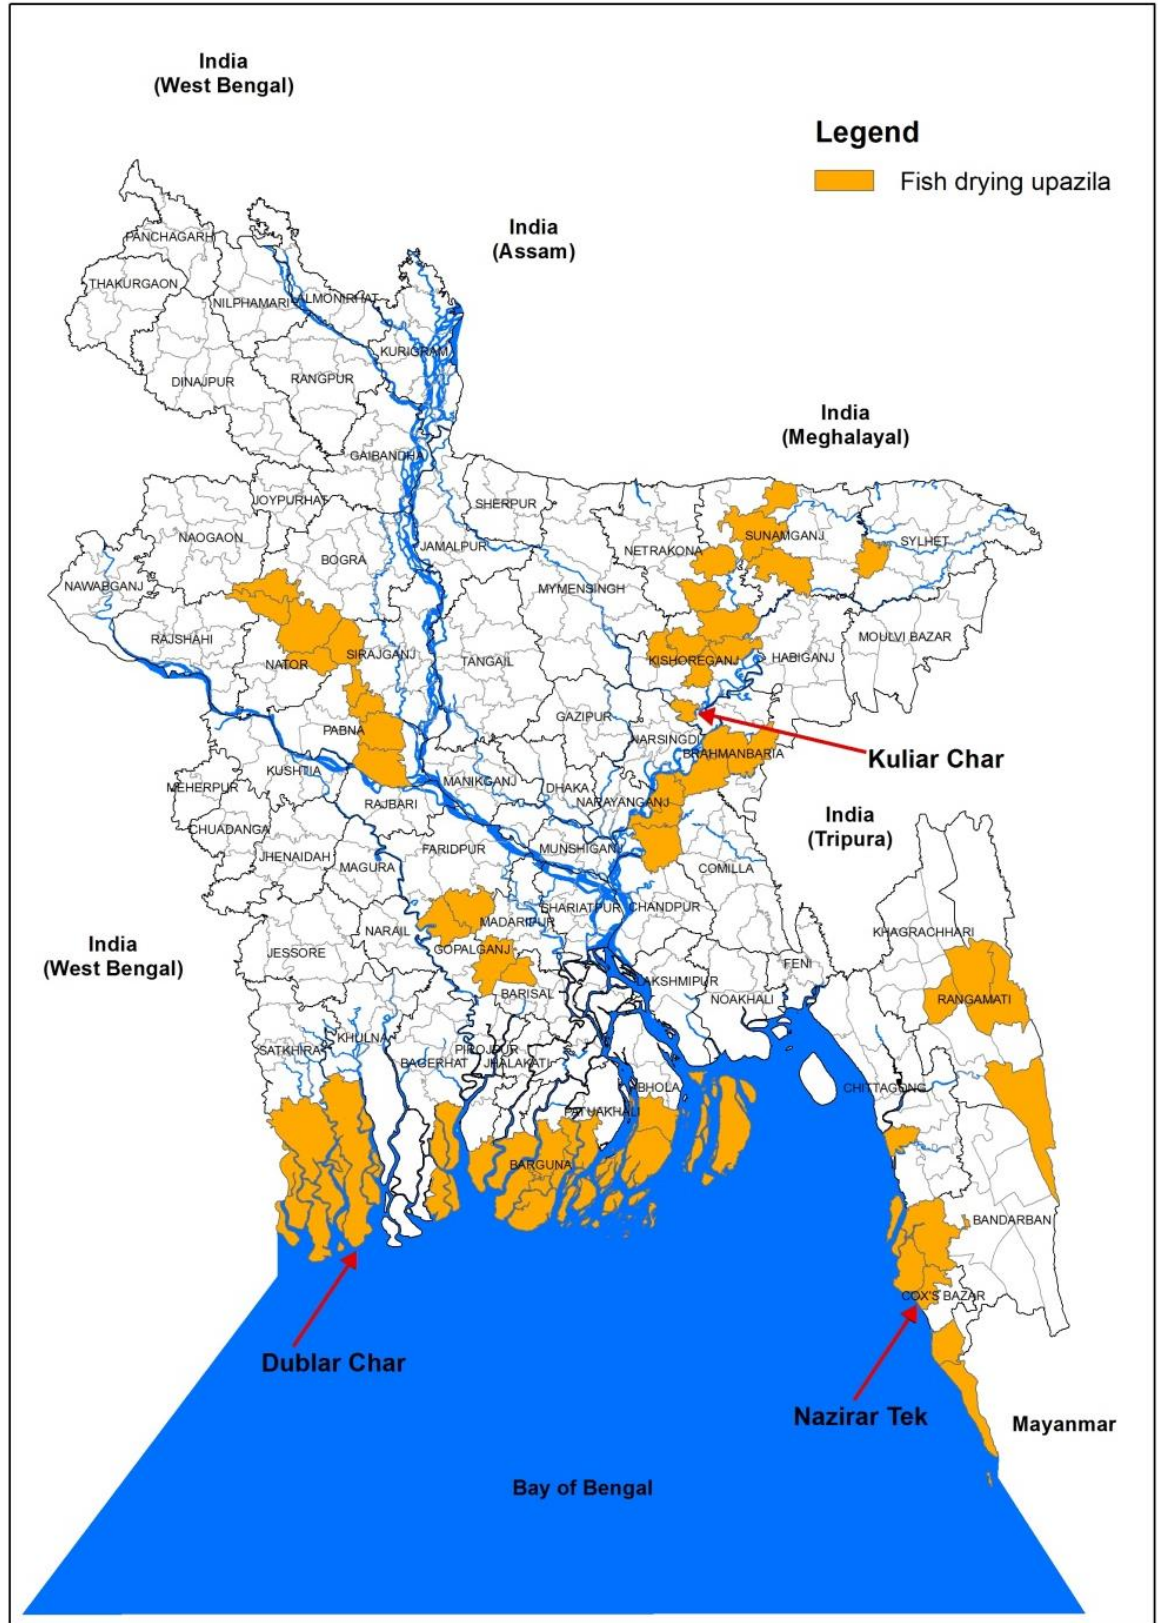 India
(West Bengal)
Legend
Fish drying upazila
India
(Assam)
PANCHAGARH
THAKURGAON
NILPHAMARI
LALMONIRHAT
KURIGRAM
DINAJPUR
RANGPUR
India
(Meghalayal)
GAIBANDHA
JOYPURHAT
SHERPUR
NAOGAON
BOGRA
JAMALPUR
NETRAKONA
SUNAMGANJ
SYLHET
NAWABGANJ
MYMENSINGH
RAJSHAHI
NATOR
SIRAJGANJ
TANGAIL
KISHOREGANJ
HABIGANJ
MOULVI BAZAR
GAZIPUR
PABNA
NARSINGDI
BRAHMANBARIA
Kuliar Char
KUSHTIA
MEHERPUR
MANIKGANJ
DHAKA
NARAYANGANJ
RAJBARI
India
(Tripura)
CHUADANGA
JHENAIDAH
MAGURA
FARIDPUR
MUNSHIGANJ
COMILLA
SHARIATPUR
CHANDPUR
MADARIPUR
NARAIL
GOPALGANJ
KHAGRACHHARI
India
(West Bengal)
JESSORE
FENI
LAKSHMIPUR
NOAKHALI
BARISAL
RANGAMATI
KHULNA
SATKHIRA
BAGERHAT
PIROJPUR
JHALAKATI
BHOLA
CHITTAGONG
PATUAKHALI
BARGUNA
BANDARBAN
COX'S BAZAR
Dublar Char
Nazirar Tek
Mayanmar
Bay of Bengal